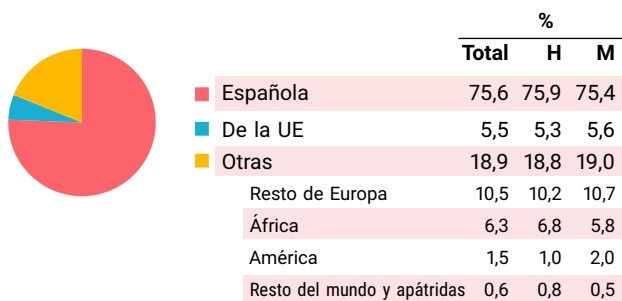 %
Total H M
Española 75,6 75,9 75,4
De la UE 5,5 5,3 5,6
Otras 18,9 18,8 19,0
Resto de Europa 10,5 10,2 10,7
África 6,3 6,8 5,8
América 1,5 1,0 2,0
Resto del mundo y apátridas 0,6 0,8 0,5